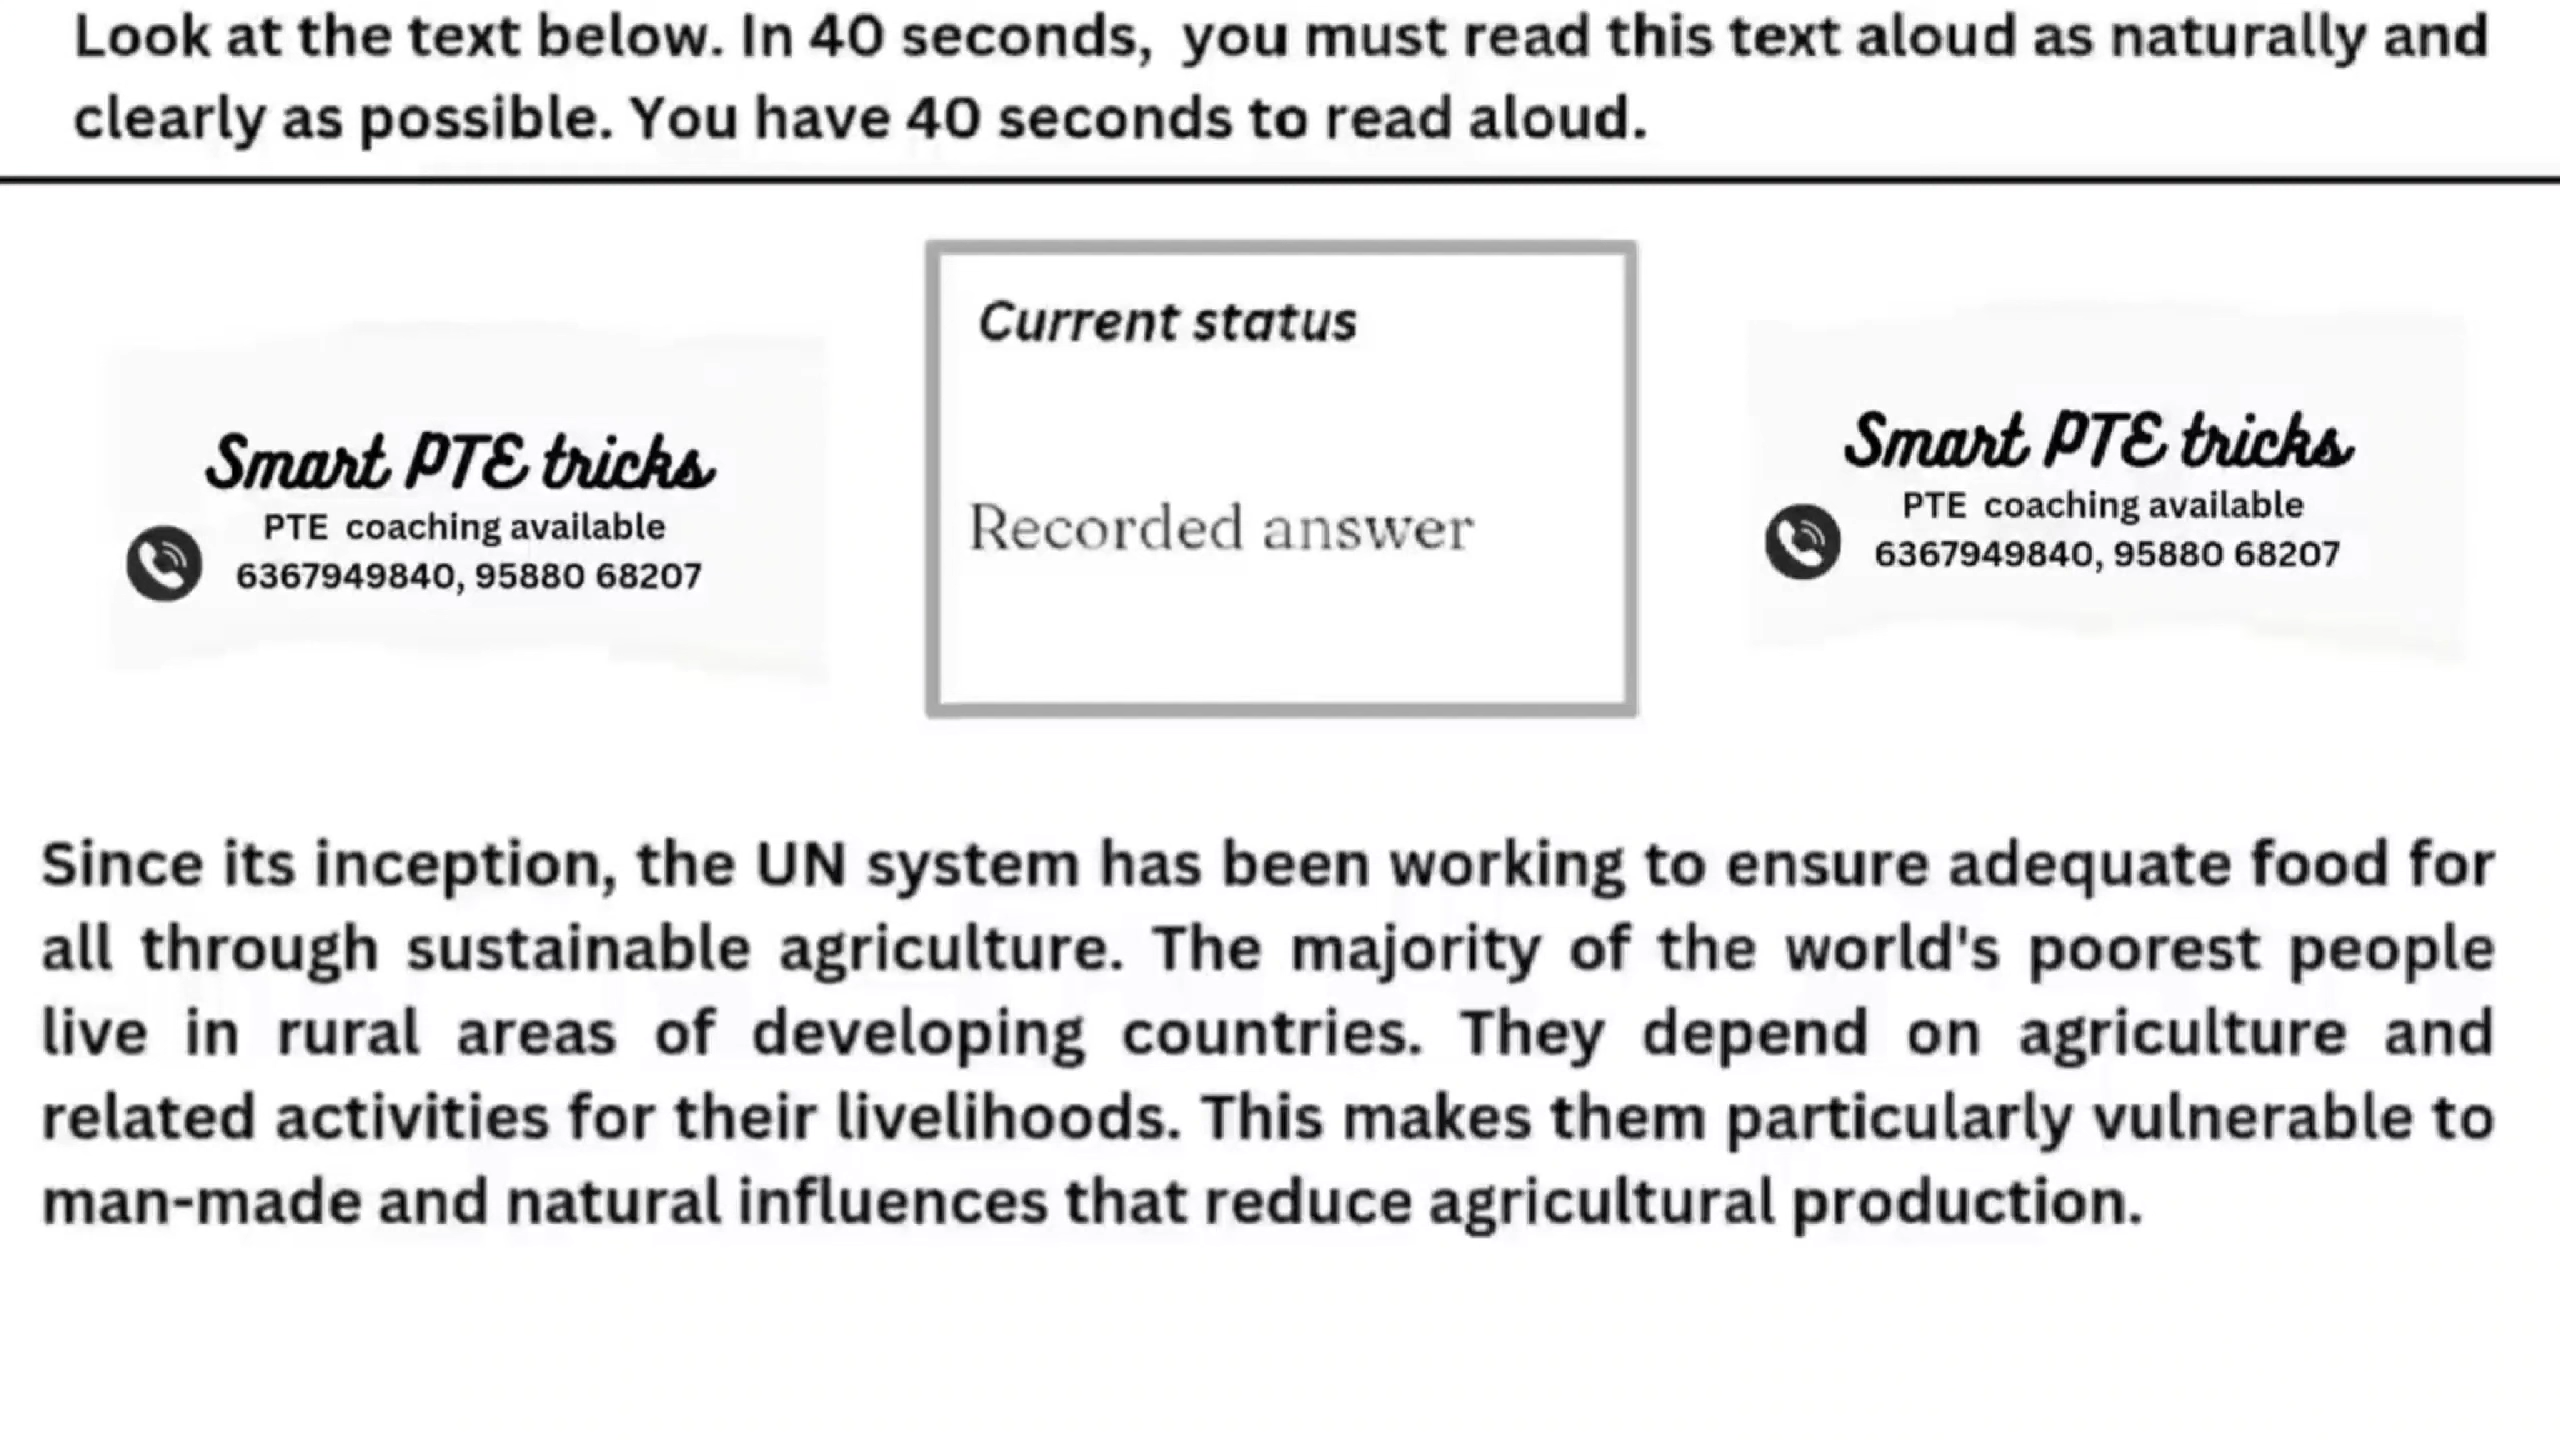 Look at the text below. In 40 seconds, you must read this text aloud as naturally and
clearly as possible. You have 40 seconds to read aloud.
Smart PTE tricks
PTE coaching available
6367949840, 95880 68207
Current status
Recorded answer
Smart PTE tricks
PTE coaching available
6367949840, 95880 68207
Since its inception, the UN system has been working to ensure adequate food for
all through sustainable agriculture. The majority of the world's poorest people
live in rural areas of developing countries. They depend on agriculture and
related activities for their livelihoods. This makes them particularly vulnerable to
man-made and natural influences that reduce agricultural production.